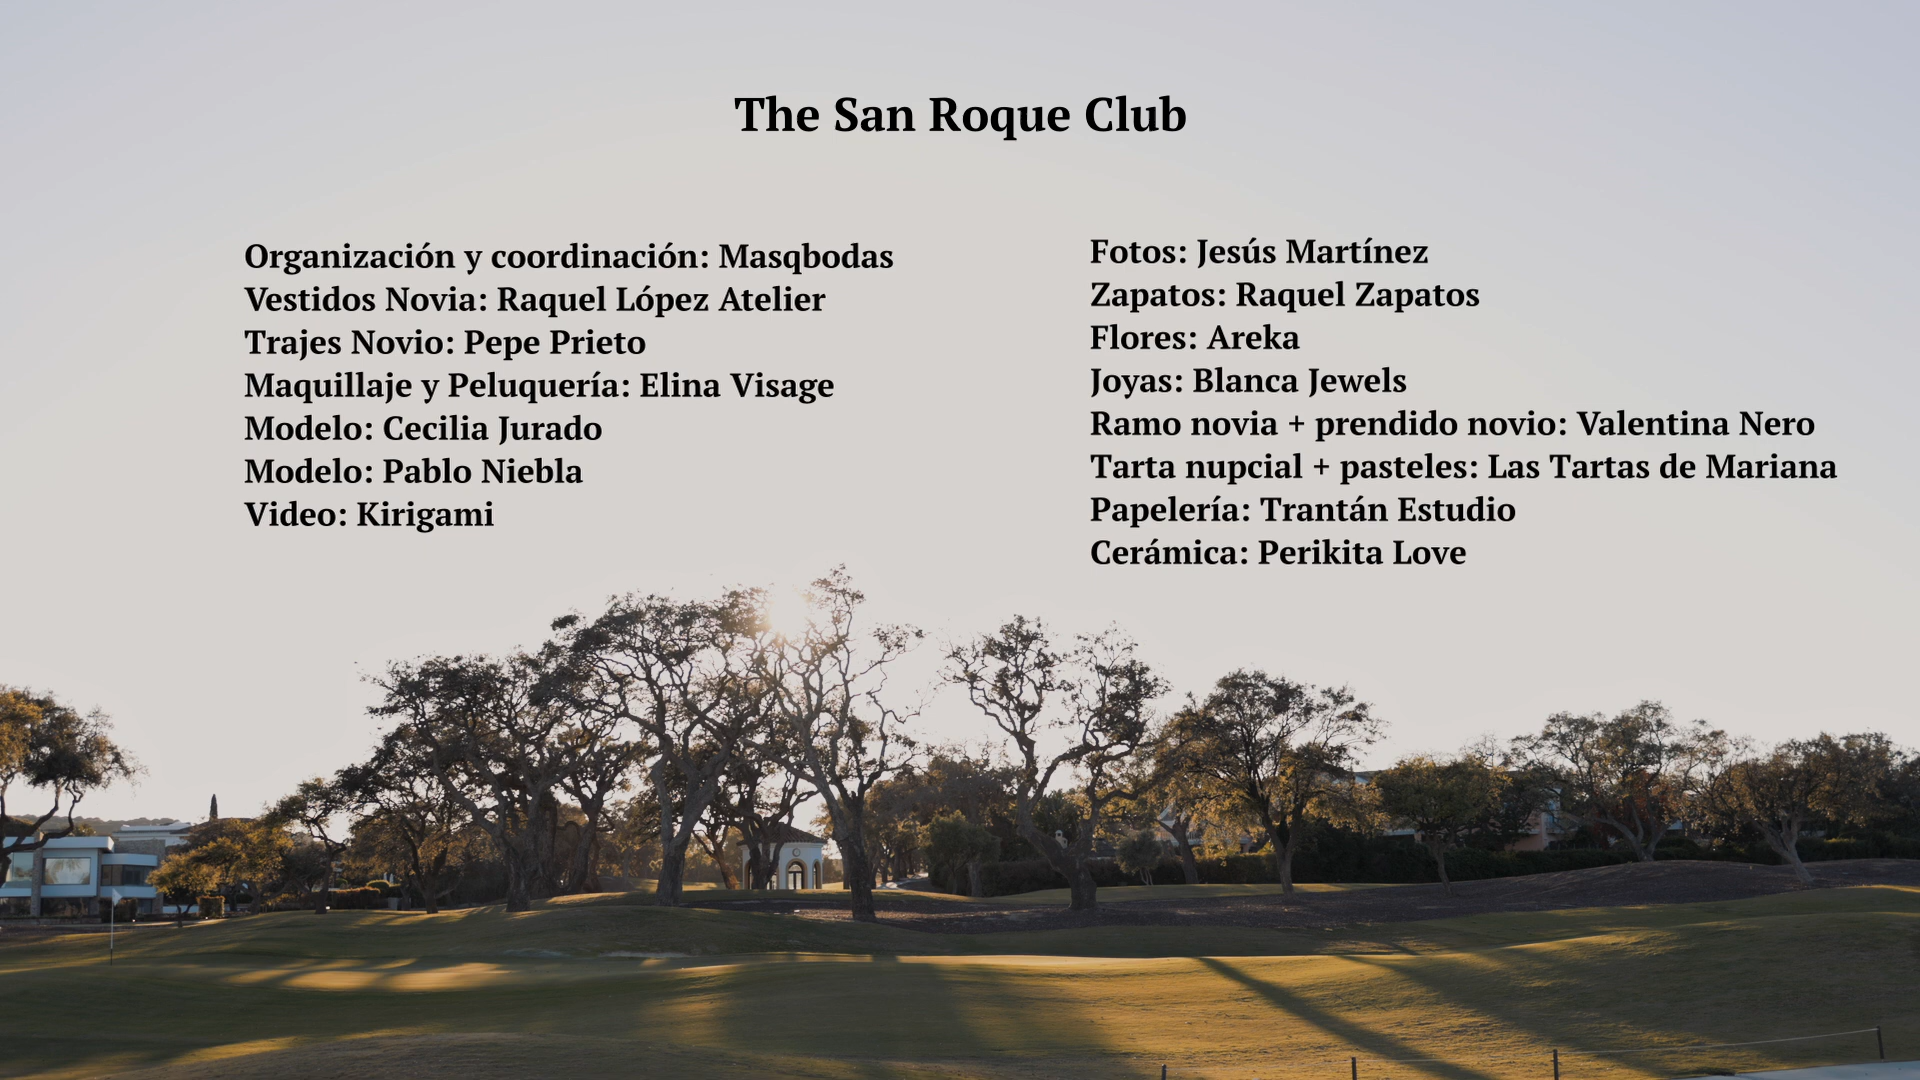 The San Roque Club
Organización y coordinación: Masqbodas
Vestidos Novia: Raquel López Atelier
Trajes Novio: Pepe Prieto
Maquillaje y Peluquería: Elina Visage
Modelo: Cecilia Jurado
Modelo: Pablo Niebla
Video: Kirigami
Fotos: Jesús Martínez
Zapatos: Raquel Zapatos
Flores: Areka
Joyas: Blanca Jewels
Ramo novia + prendido novio: Valentina Nero
Tarta nupcial + pasteles: Las Tartas de Mariana
Papelería: Trantán Estudio
Cerámica: Perikita Love